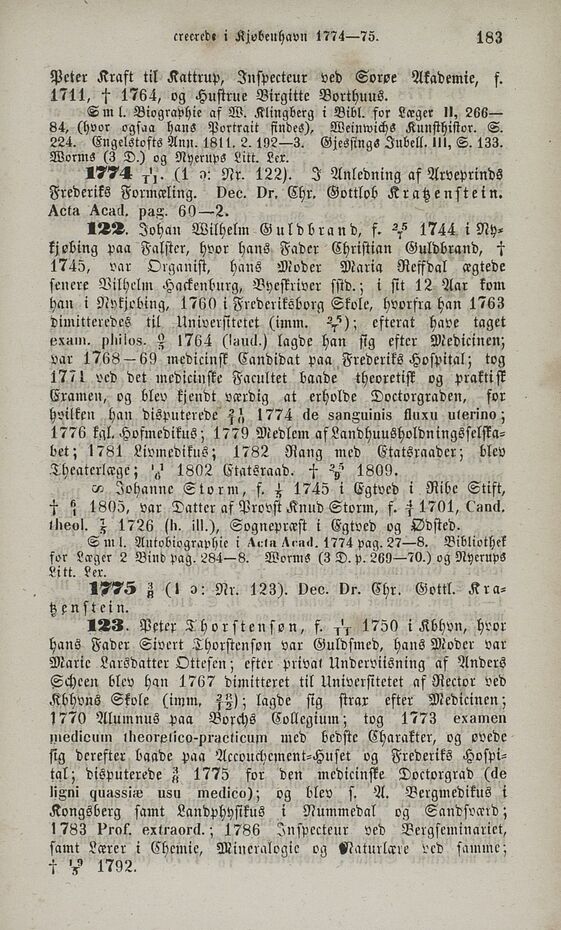 creerede i Kjøbenhavn 1774—75. 183
Peter Kraft til Kattrup, Inspecteur ved Sorøe Akademie, f.
1711, † 1764, og Hustrue Birgitte Borthuus.
Sml. Biographie af W. Klingberg i Bibl. for Læger II, 266—
84, (hvor ogsaa hans Portrait findes), Weinwichs Kunsthistor. S.
224. Engelstofts Ann. 1811. 2. 192—3. Gjessings Jubell. III, S. 133.
Worms (3 D.) og Nyerups Litt. Lex.
1774 1/11. (1 ɔ: Nr. 122). I Anledning af Arveprinds
Frederiks Formæling. Dec. Dr. Chr. Gottlob Kratzenstein.
Acta Acad. pag. 60—2.
122. Johan Wilhelm Guldbrand, f. 1744 i Ny-
kjøbing paa Falster, hvor hans Fader Christian Guldbrand, †
1745, var Organist, hans Moder Maria Reffdal ægtede
senere Vilhelm Hackenburg, Byeskriver sstd.; i sit 12 Aar kom
han i Nykjøbing, 1760 i Frederiksborg Skole, hvorfra han 1763
dimitteredes til Universitetet (imm. ); efterat have taget
exam. philos. 1764 (laud.) lagde han sig efter Medicinen;
var 1768—69 medicinsk Candidat paa Frederiks Hospital; tog
1771 ved det medicinske Facultet baade theoretisk og praktisk
Examen, og blev kjendt værdig at erholde Doctorgraden, for
hvilken han disputerede 1774 de sanguinis fluxu uterino;
1776 kgl. Hofmedikus; 1779 Medlem af Landhuusholdningsselska-
bet; 1781 Livmedikus; 1782 Rang med Etatsraader; blev
Theaterlæge; 1802 Etatsraad. † 1809.
∞ Johanne Storm, f. 1745 i Egtved i Ribe Stift,
† 1805, var Datter af Provst Knud Storm, f. 1701, Cand.
theol. 1726 (h. ill.), Sognepræst i Egtved og Ødsted.
Sml. Autobiographie i Acta Acad. 1774 pag. 27—8. Bibliothek
for Læger 2 Bind pag. 284—8. Worms (3 D. p. 269—70.) og Nyerups
Litt. Lex.
1775 3/8 (1 ɔ: Nr. 123). Dec. Dr. Chr. Gottl. Kra-
tzenstein.
123. Peter Thorstensøn, f. 1/11 1750 i Kbhvn, hvor
hans Fader Sivert Thorstensøn var Guldsmed, hans Moder var
Marie Larsdatter Ottesen; efter privat Underviisning af Anders
Scheen blev han 1767 dimitteret til Universitetet af Rector ved
Kbhvns Skole (imm. ); lagde sig strax efter Medicinen;
1770 Alumnus paa Borchs Collegium; tog 1773 examen
medicum theoretico-practicum med bedste Charakter, og øvede
sig derefter baade paa Accouchement-Huset og Frederiks Hospi-
tal; disputerede 3/8 1775 for den medicinske Doctorgrad (de
ligni quassiæ usu medico); og blev s. A. Bergmedikus i
Kongsberg samt Landphysikus i Nummedal og Sandsværd;
1783 Prof. extraord.; 1786 Inspecteur ved Bergseminariet,
samt Lærer i Chemie, Mineralogie og Naturlære ved samme;
† 1792.